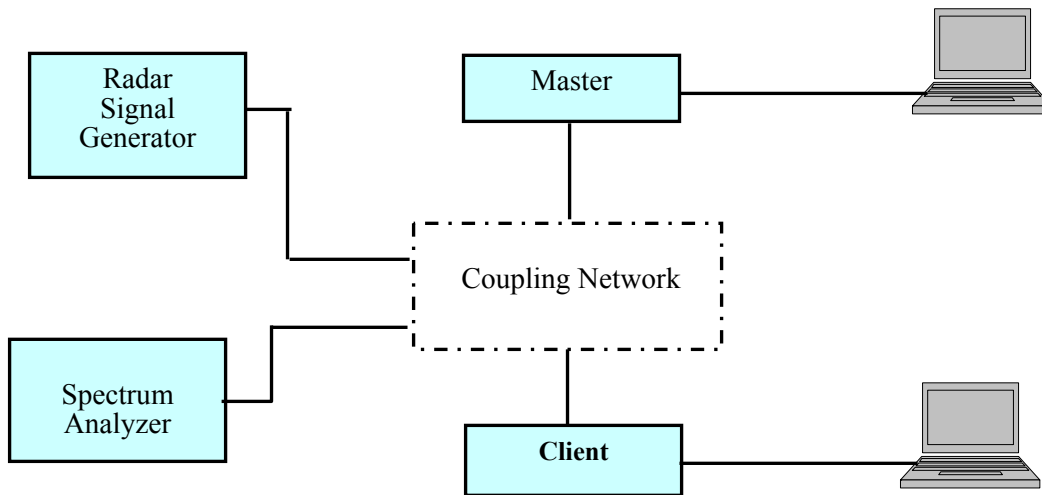 Radar
Signal
Generator
Master
Coupling Network
Spectrum
Analyzer
Client